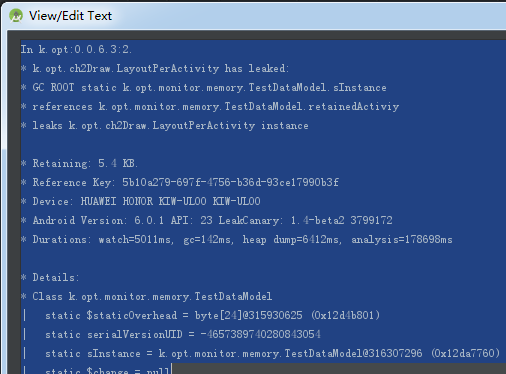 View/Edit Text
In k.opt:0.0.6.3:2.
* k.opt.ch2Draw.LayoutPerActivity has leaked:
* GC ROOT static k.opt.monitor.memory.TestDataModel.sInstance
* references k.opt.monitor.memory.TestDataModel.retainedActiviy
* leaks k.opt.ch2Draw.LayoutPerActivity instance
* Retaining: 5.4 KB.
* Reference Key: 5b10a279-697f-4756-b36d-93ce17990b3f
* Device: HUAWEI HONOR KIW-UL00 KIW-UL00
* Android Version: 6.0.1 API: 23 LeakCanary: 1.4-beta2 3799172
* Durations: watch=5011ms, gc=142ms, heap dump=6412ms, analysis=178698ms
* Details:
* Class k.opt.monitor.memory.TestDataModel
| static $staticOverhead = byte[24]@315930625 (0x12d4b801)
| static serialVersionUID = -4657389740280843054
| static sInstance = k.opt.monitor.memory.TestDataModel@316307296 (0x12da7760)
| static $change = null